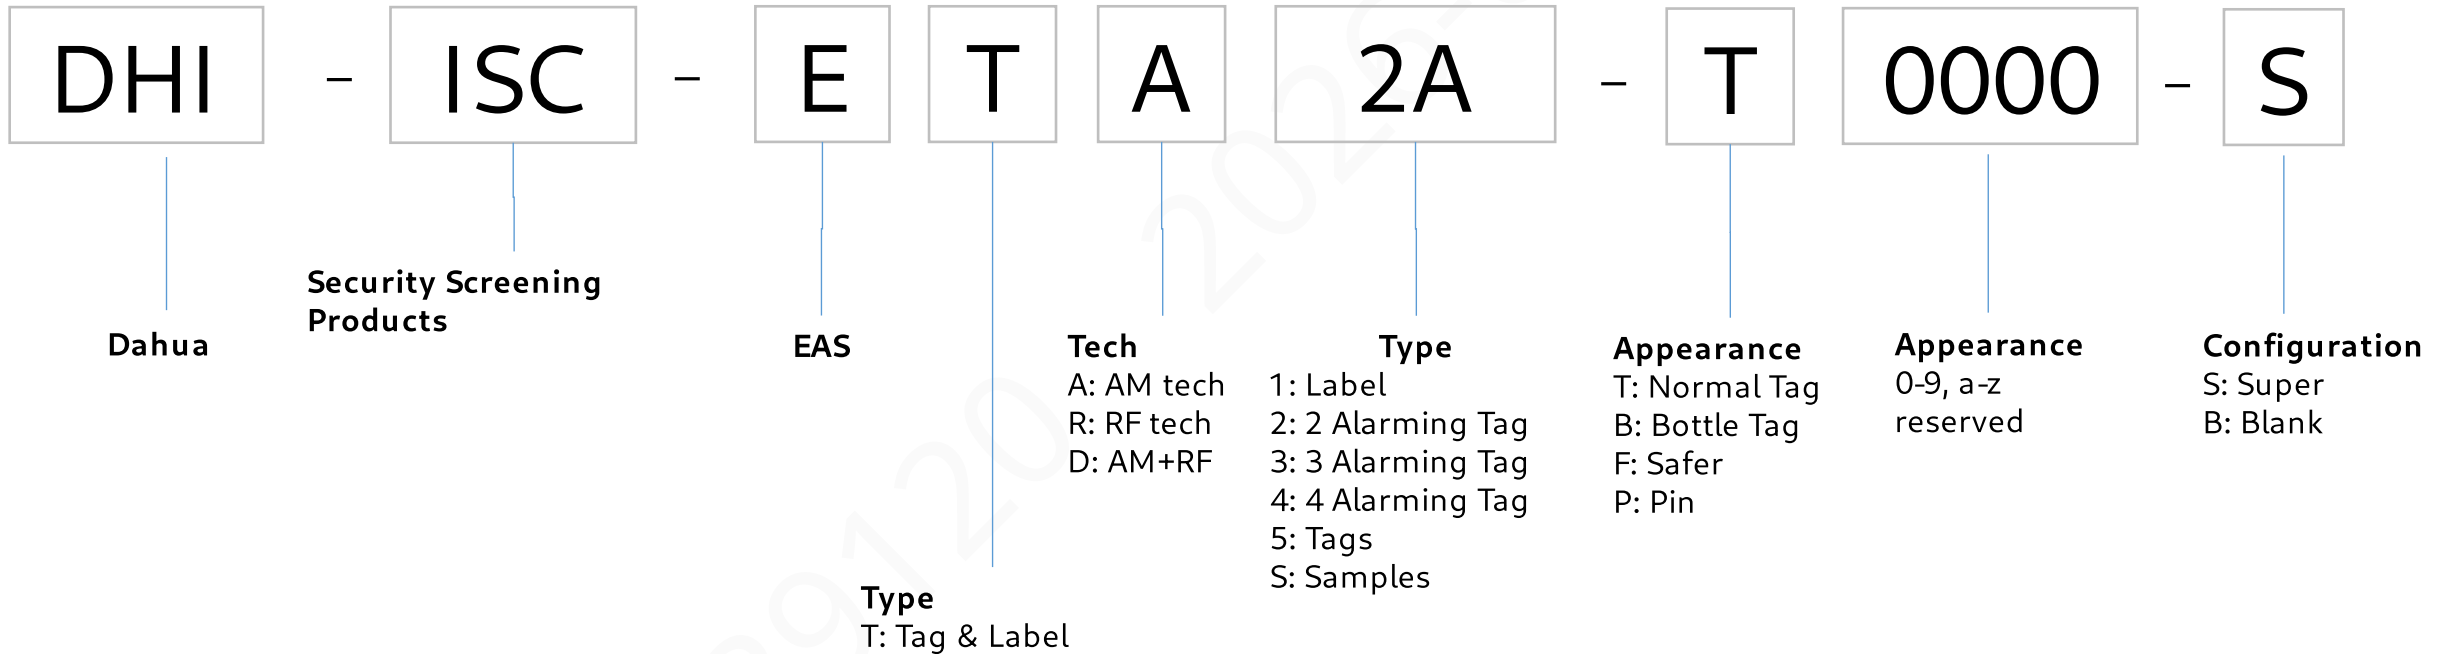 DHI - ISC - E T A 2A - T 0000 - S
Dahua
Security Screening
Products
EAS
Type
T: Tag & Label
Tech
A: AM tech
R: RF tech
D: AM+RF
Type
1: Label
2: 2 Alarming Tag
3: 3 Alarming Tag
4: 4 Alarming Tag
5: Tags
S: Samples
Appearance
T: Normal Tag
B: Bottle Tag
F: Safer
P: Pin
Appearance
0-9, a-z
reserved
Configuration
S: Super
B: Blank